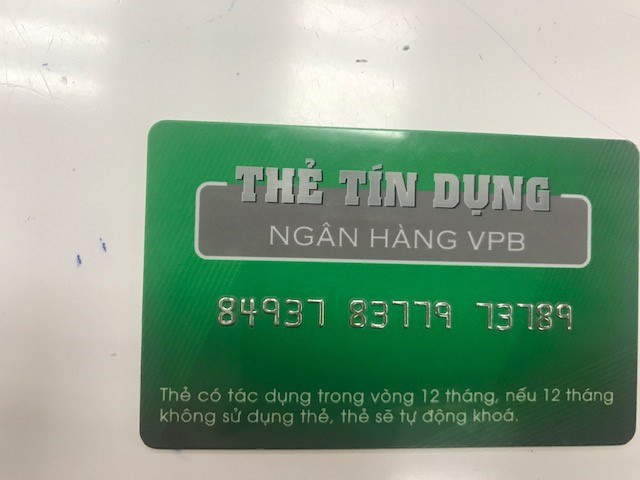 THẺ TÍN DỤNG
NGÂN HÀNG VPB
84937 83779 73789
Thẻ có tác dụng trong vòng 12 tháng, nếu 12 tháng
không sử dụng thẻ, thẻ sẽ tự động khoá.